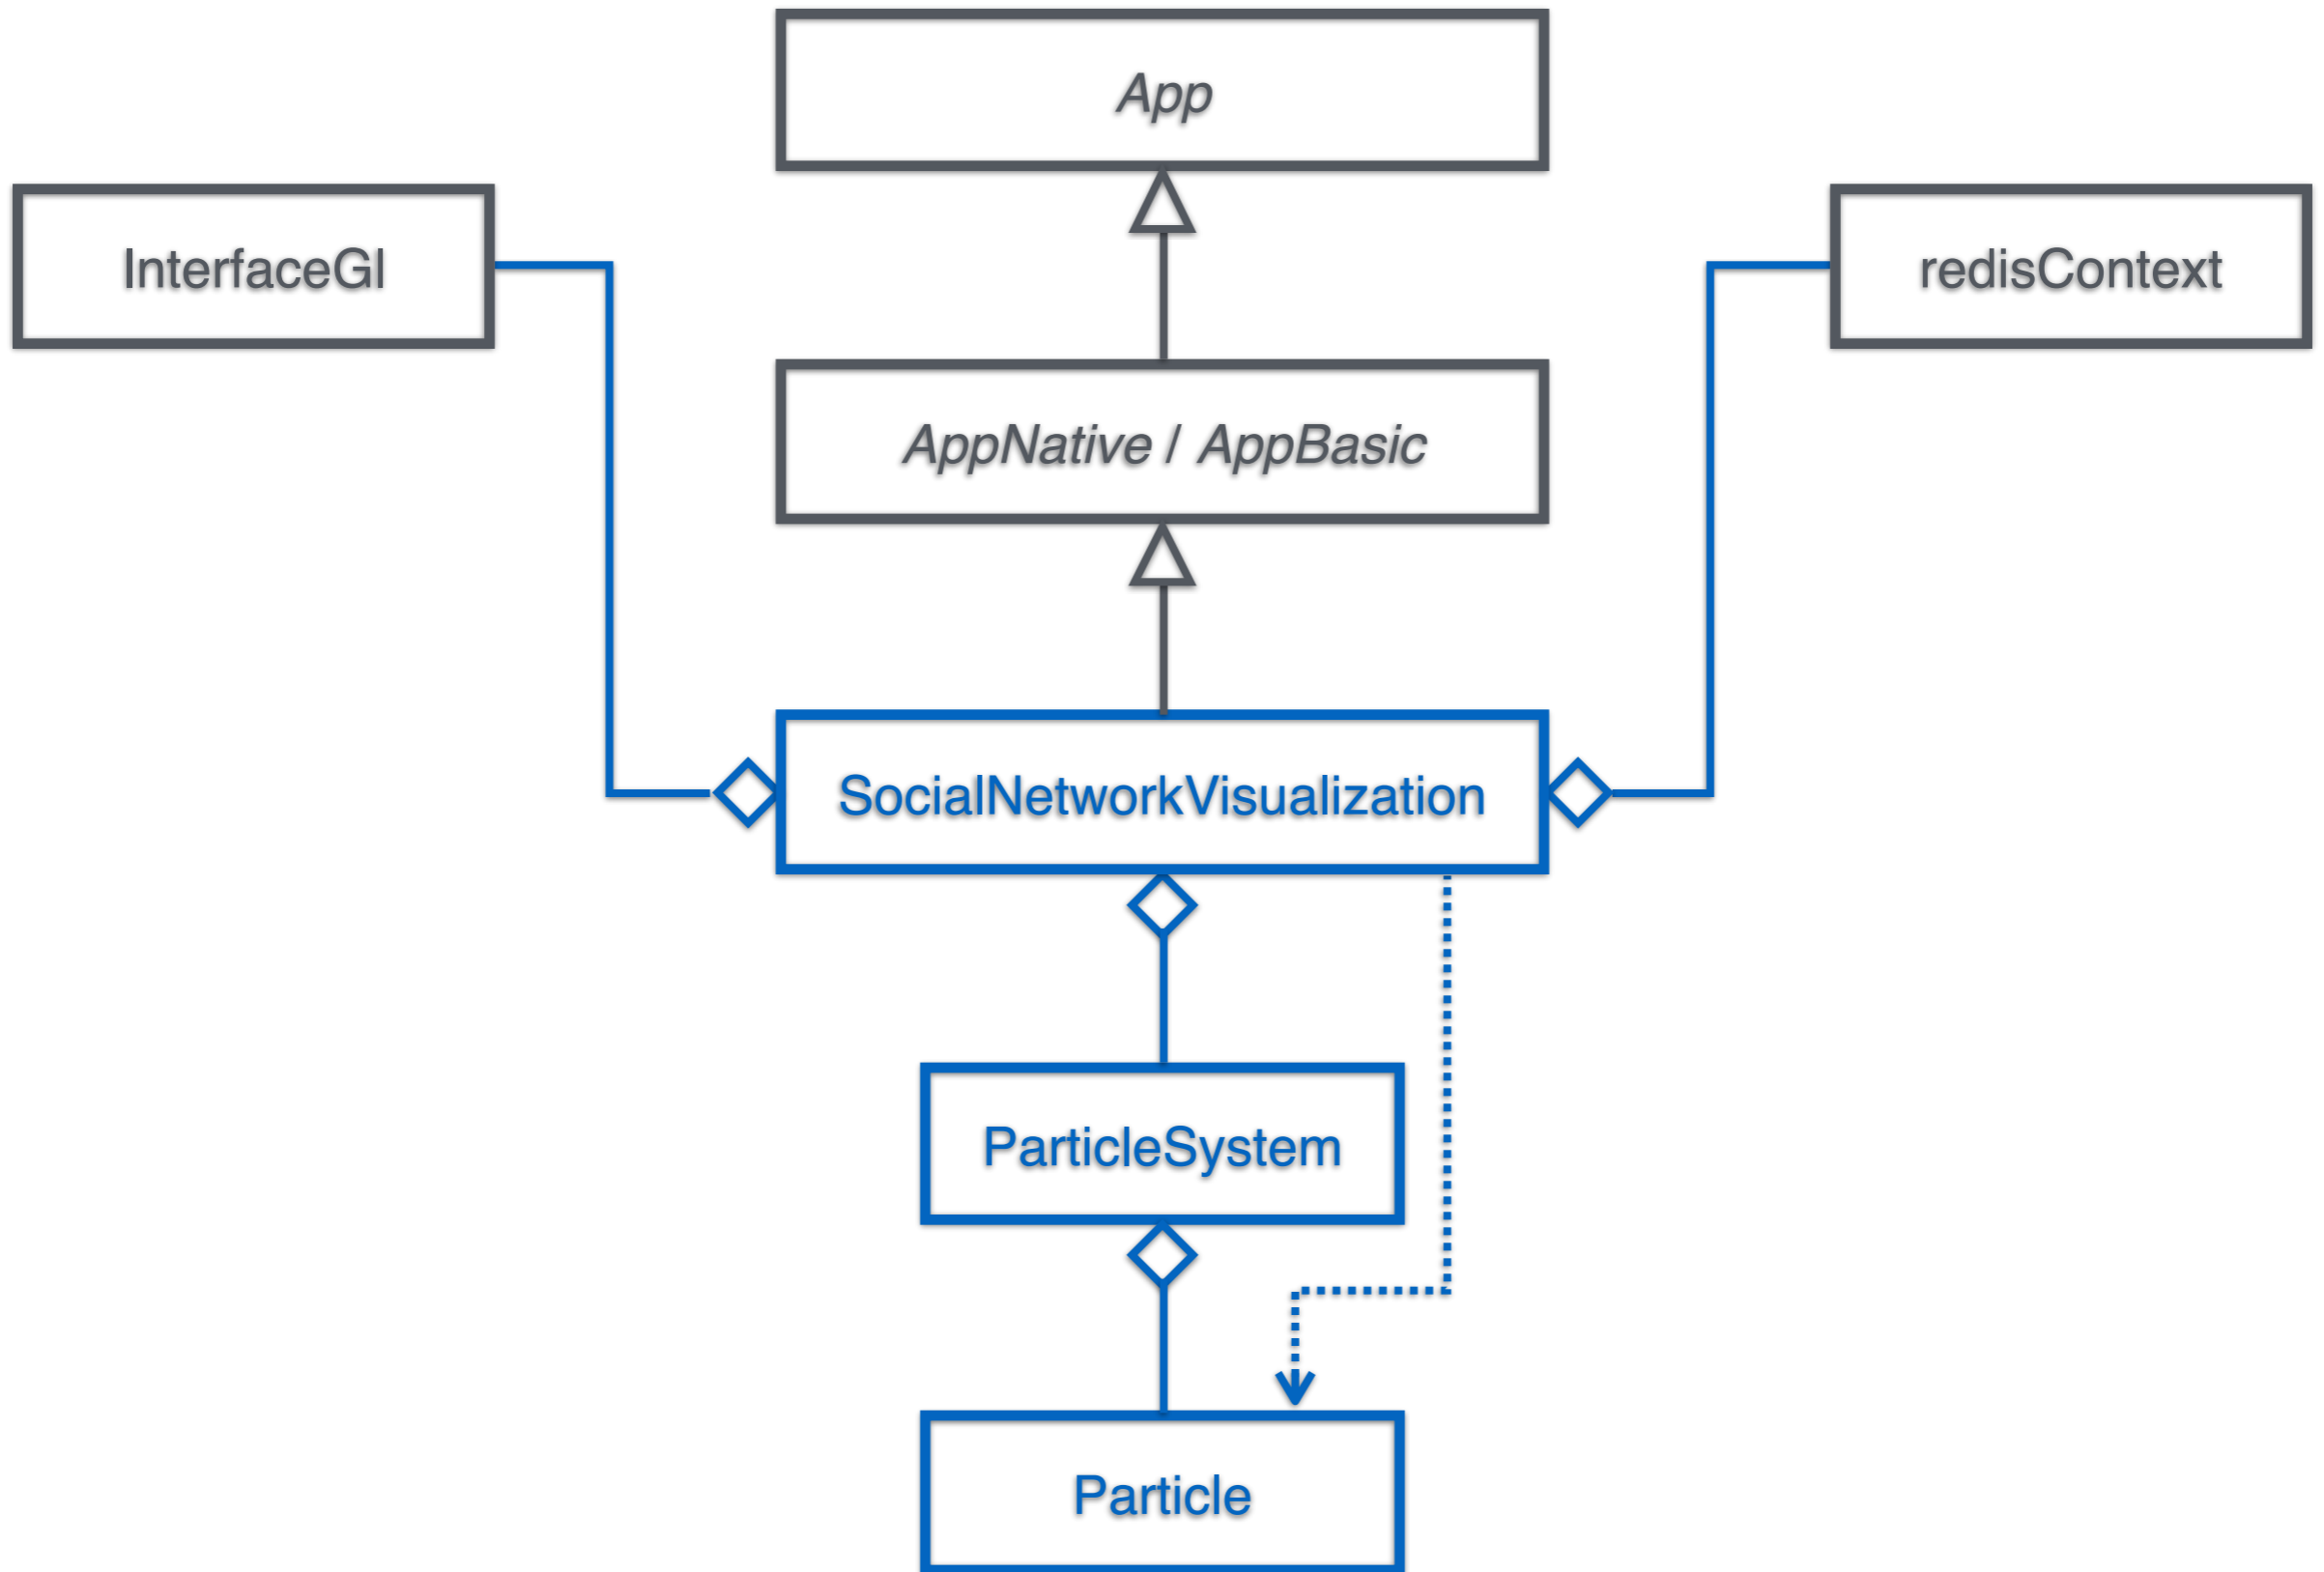 App
InterfaceGl
redisContext
AppNative / AppBasic
SocialNetworkVisualization
ParticleSystem
Particle